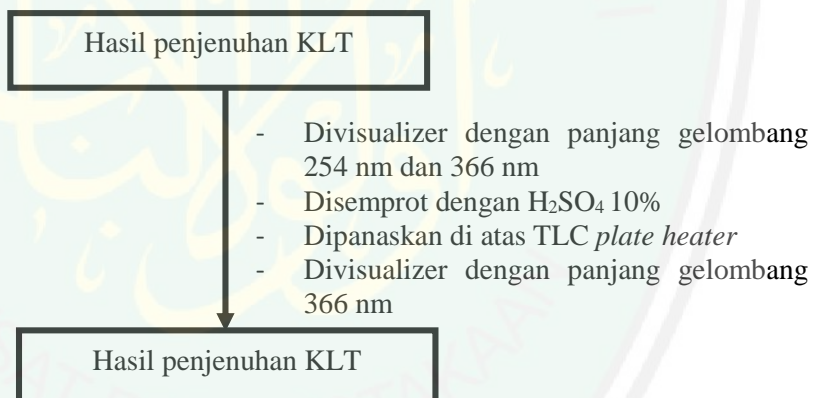 Hasil penjenuhan KLT
- Divisualizer dengan panjang gelombang
254 nm dan 366 nm
- Disemprot dengan H₂SO₄ 10%
- Dipanaskan di atas TLC plate heater
- Divisualizer dengan panjang gelombang
366 nm
Hasil penjenuhan KLT